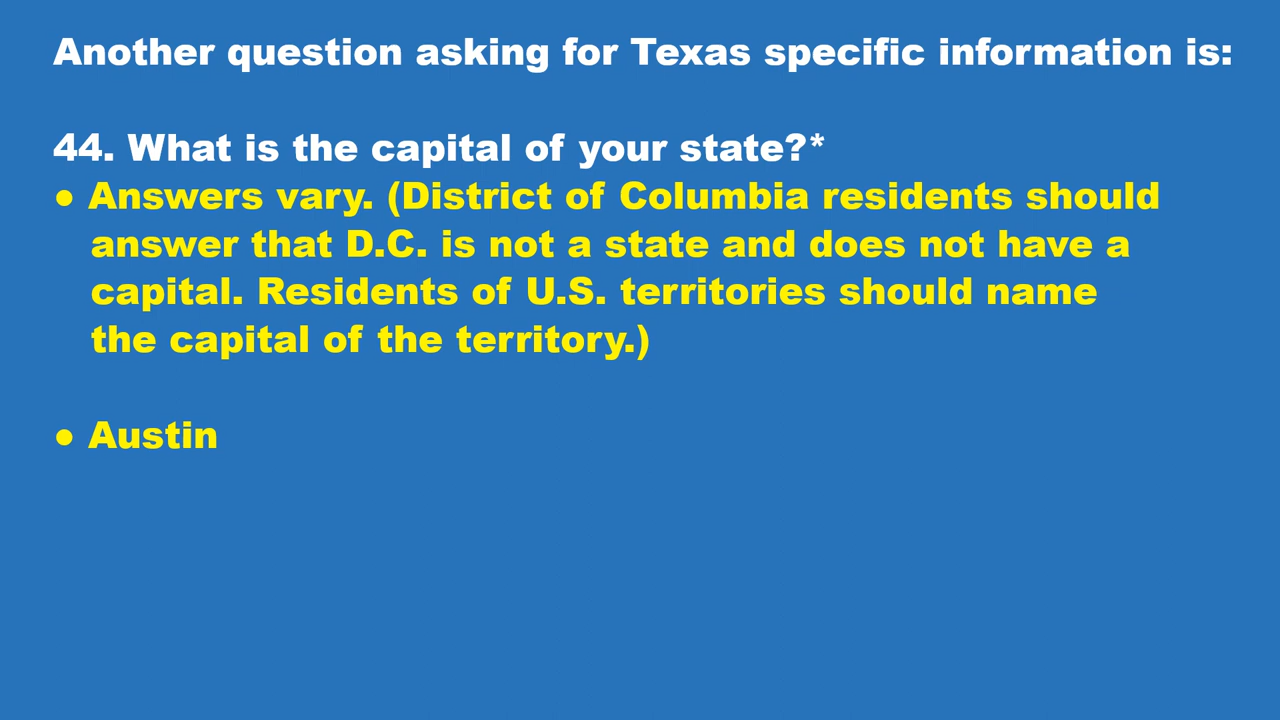 Another question asking for Texas specific information is:
44. What is the capital of your state?*
● Answers vary. (District of Columbia residents should
answer that D.C. is not a state and does not have a
capital. Residents of U.S. territories should name
the capital of the territory.)
● Austin